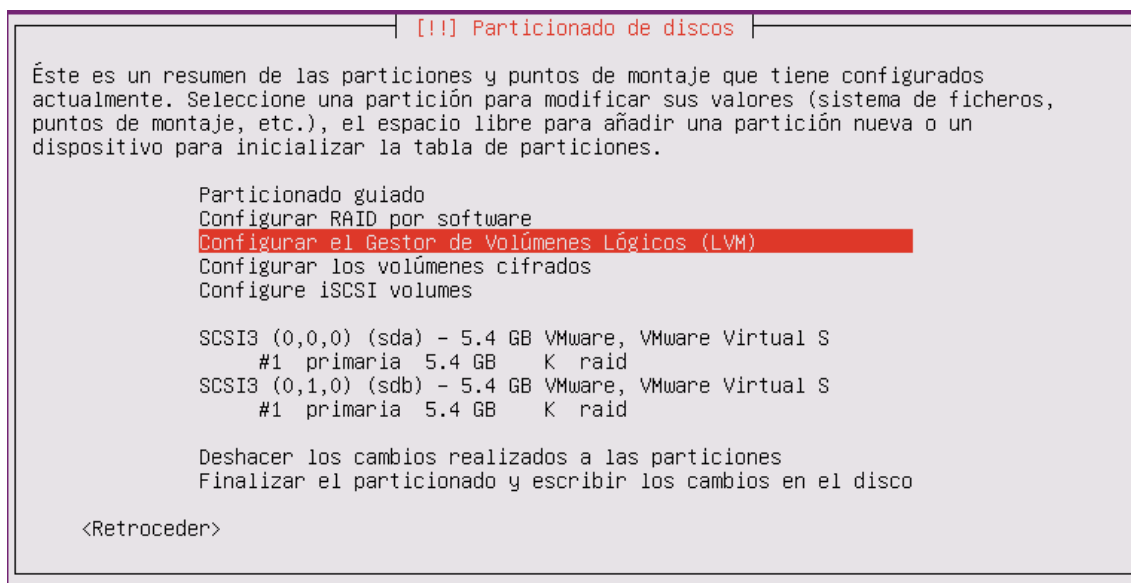 [!!] Particionado de discos
Éste es un resumen de las particiones y puntos de montaje que tiene configurados
actualmente. Seleccione una partición para modificar sus valores (sistema de ficheros,
puntos de montaje, etc.), el espacio libre para añadir una partición nueva o un
dispositivo para inicializar la tabla de particiones.
Particionado guiado
Configurar RAID por software
Configurar el Gestor de Volúmenes Lógicos (LVM)
Configurar los volúmenes cifrados
Configure iSCSI volumes
SCSI3 (0,0,0) (sda) – 5.4 GB VMware, VMware Virtual S
#1 primaria 5.4 GB K raid
SCSI3 (0,1,0) (sdb) – 5.4 GB VMware, VMware Virtual S
#1 primaria 5.4 GB K raid
Deshacer los cambios realizados a las particiones
Finalizar el particionado y escribir los cambios en el disco
<Retroceder>